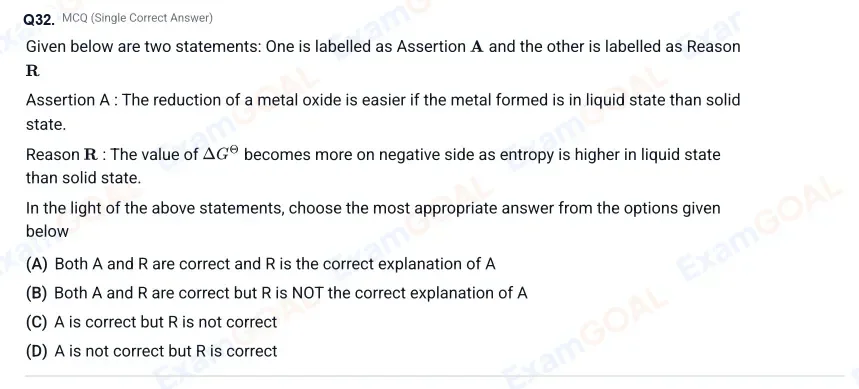 Q32. MCQ (Single Correct Answer)
Given below are two statements: One is labelled as Assertion A and the other is labelled as Reason
R
Assertion A : The reduction of a metal oxide is easier if the metal formed is in liquid state than solid
state.
Reason R : The value of ΔG^Θ becomes more on negative side as entropy is higher in liquid state
than solid state.
In the light of the above statements, choose the most appropriate answer from the options given
below
(A) Both A and R are correct and R is the correct explanation of A
(B) Both A and R are correct but R is NOT the correct explanation of A
(C) A is correct but R is not correct
(D) A is not correct but R is correct
ExamGOAL